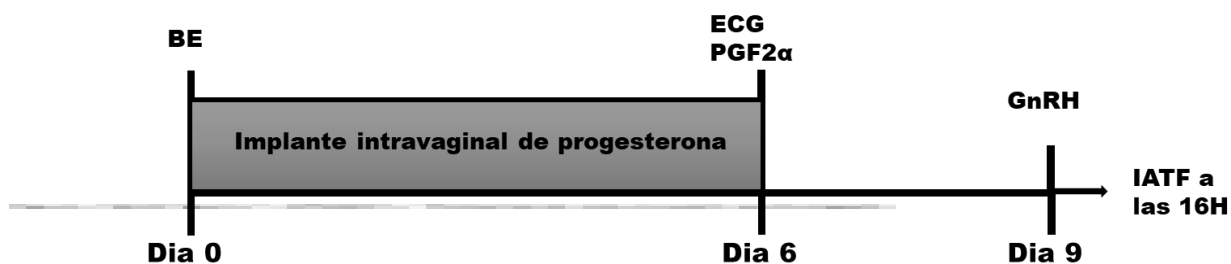 BE
ECG
PGF2α
GnRH
Implante intravaginal de progesterona
IATF a
las 16H
Dia 0
Dia 6
Dia 9